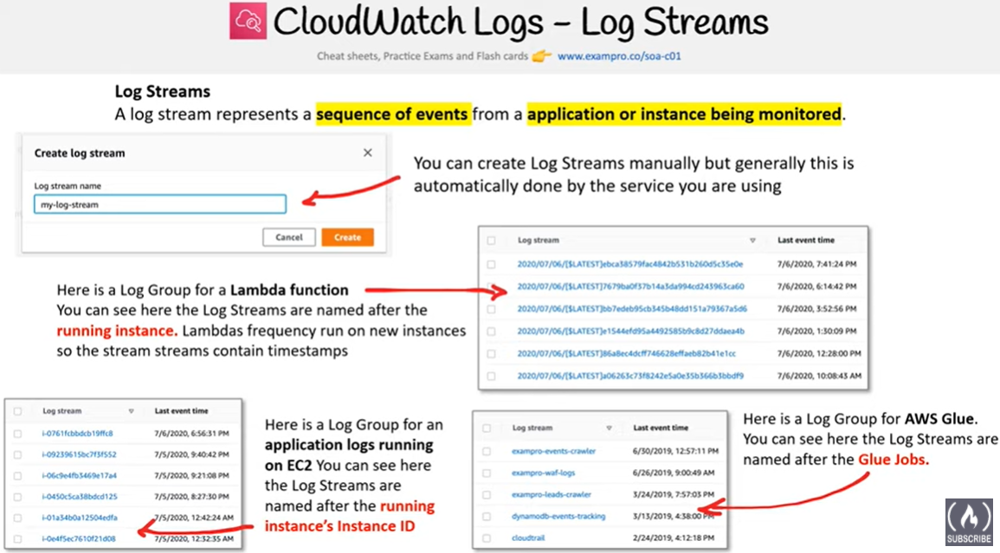 CloudWatch Logs – Log Streams
Cheat sheets, Practice Exams and Flash cards 👉 www.exampro.co/soa-c01
Log Streams
A log stream represents a sequence of events from a application or instance being monitored.
Create log stream
Log stream name
my-log-stream
Cancel Create
You can create Log Streams manually but generally this is
automatically done by the service you are using
Here is a Log Group for a Lambda function
You can see here the Log Streams are named after the
running instance. Lambdas frequency run on new instances
so the stream streams contain timestamps
Log stream Last event time
2020/07/06/[$LATEST]ebca38579fac4842b531b260d5c35e0e 7/6/2020, 7:41:24 PM
2020/07/06/[$LATEST]7679ba0f37b14a3da994cd243963ca60 7/6/2020, 6:14:42 PM
2020/07/06/[$LATEST]bb7edeb95cb345b48dd151a79367a5d6 7/6/2020, 3:52:56 PM
2020/07/06/[$LATEST]e1544efd95a4492585b9c8d27ddaea4b 7/6/2020, 1:30:09 PM
2020/07/06/[$LATEST]86a8ec4dcff746628effaeb82b41e1cc 7/6/2020, 12:28:00 PM
2020/07/06/[$LATEST]a06263c73f8242e5a0e35b366b3bbdf9 7/6/2020, 10:08:43 AM
Log stream Last event time
i-0761fcbbdcb19ffc8 7/6/2020, 6:56:31 PM
i-09239615bc7f3f552 7/5/2020, 9:40:42 PM
i-06c9e4fb3469e17a4 7/5/2020, 9:21:08 PM
i-0450c5ca38bdcd125 7/5/2020, 8:27:30 PM
i-01a34b0a12504edfa 7/5/2020, 12:42:24 AM
i-0e4f5ec7610f21d08 7/5/2020, 12:32:35 AM
Here is a Log Group for an
application logs running
on EC2 You can see here
the Log Streams are
named after the running
instance's Instance ID
Log stream Last event time
exampro-events-crawler 6/30/2019, 12:57:11 PM
exampro-waf-logs 6/26/2019, 9:00:49 AM
exampro-leads-crawler 3/24/2019, 7:57:03 PM
dynamodb-events-tracking 3/13/2019, 4:38:00 PM
cloudtrail 2/24/2019, 4:12:18 PM
Here is a Log Group for AWS Glue.
You can see here the Log Streams are
named after the Glue Jobs.
SUBSCRIBE